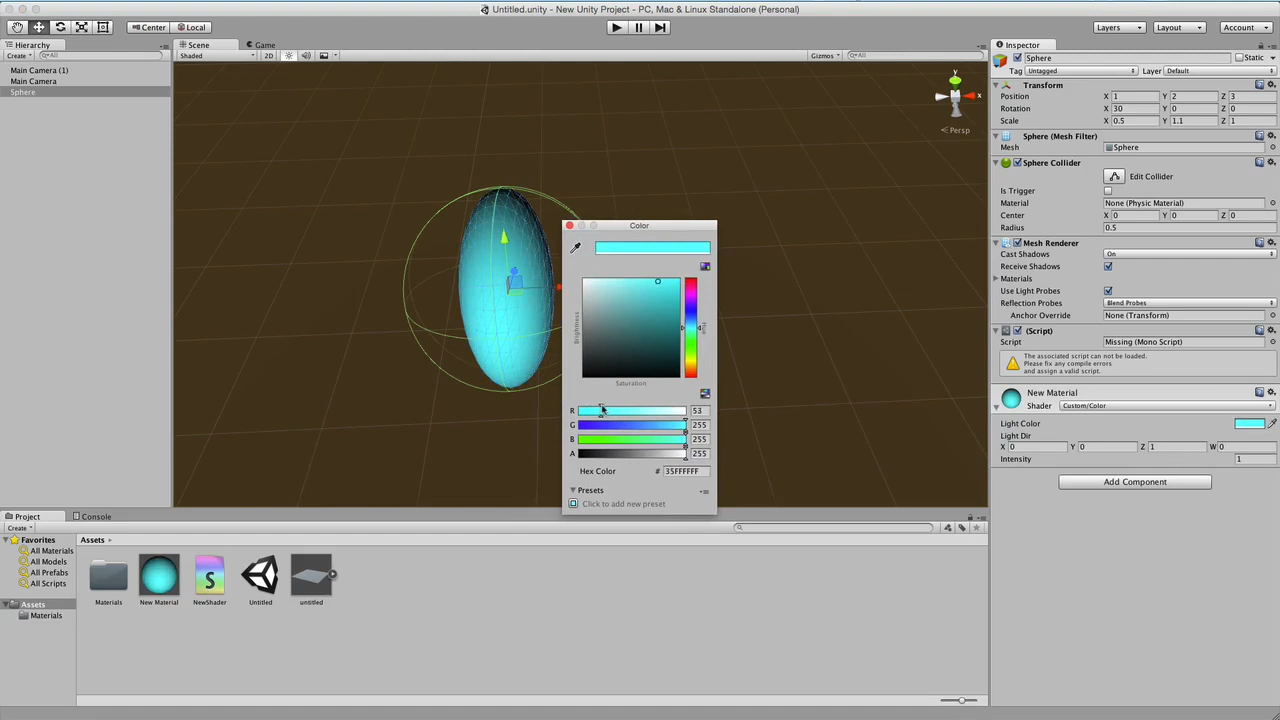 Untitled.unity - New Unity Project - PC, Mac & Linux Standalone (Personal)
Center Local Layers Layout Account
Hierarchy
Create All
Main Camera (1)
Main Camera
Sphere
Scene Game
Shaded 2D Gizmos All
y
x
Persp
Color
Brightness
Hue
Saturation
R 53
G 255
B 255
A 255
Hex Color # 35FFFFFF
Presets
Click to add new preset
Inspector
Sphere Static
Tag Untagged Layer Default
Transform
Position X 1 Y 2 Z 3
Rotation X 30 Y 0 Z 0
Scale X 0.5 Y 1.1 Z 1
Sphere (Mesh Filter)
Mesh Sphere
Sphere Collider
Edit Collider
Is Trigger
Material None (Physic Material)
Center X 0 Y 0 Z 0
Radius 0.5
Mesh Renderer
Cast Shadows On
Receive Shadows
Materials
Use Light Probes
Reflection Probes Blend Probes
Anchor Override None (Transform)
(Script)
Script Missing (Mono Script)
The associated script can not be loaded.
Please fix any compile errors
and assign a valid script.
New Material
Shader Custom/Color
Light Color
Light Dir
X 0 Y 0 Z 1 W 0
Intensity 1
Add Component
Project Console
Create
Favorites
All Materials
All Models
All Prefabs
All Scripts
Assets
Materials
Assets
Materials New Material NewShader Untitled untitled
S